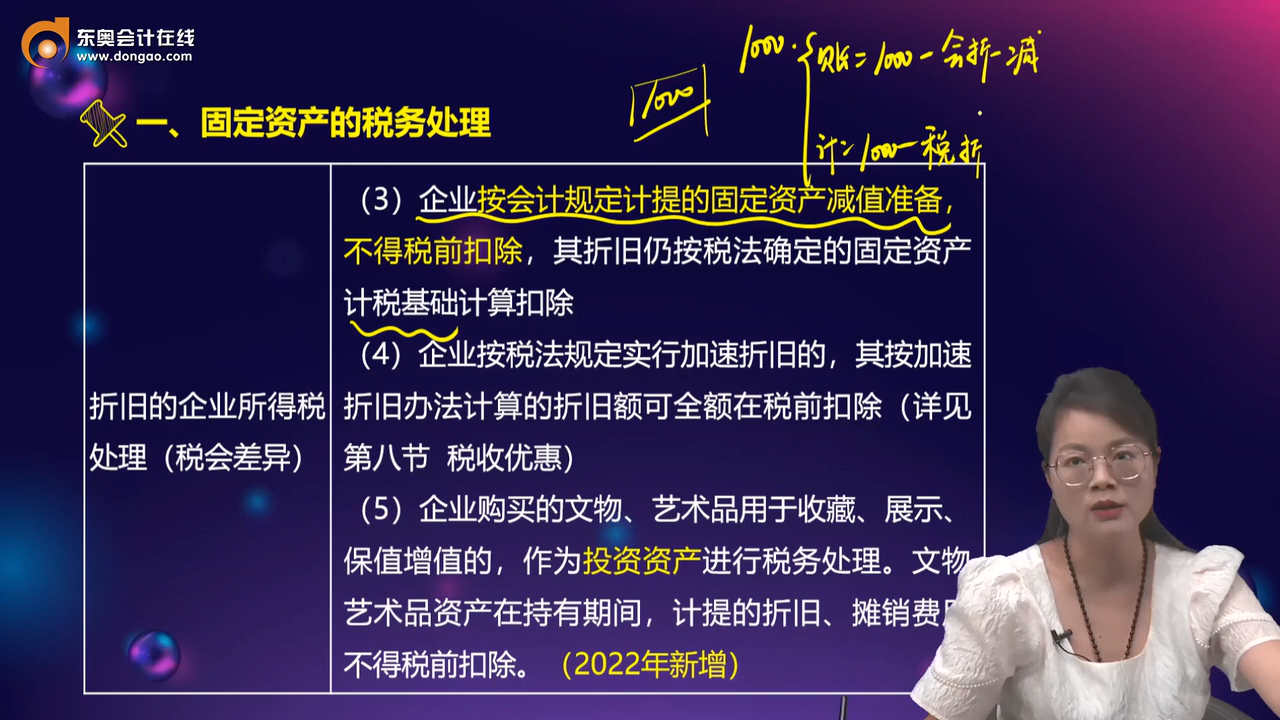 东奥会计在线
www.dongao.com
1000
1000
账=1000-会折-减
计=1000-税折
一、固定资产的税务处理
折旧的企业所得税
处理（税会差异）
（3）企业按会计规定计提的固定资产减值准备，
不得税前扣除，其折旧仍按税法确定的固定资产
计税基础计算扣除
（4）企业按税法规定实行加速折旧的，其按加速
折旧办法计算的折旧额可全额在税前扣除（详见
第八节 税收优惠）
（5）企业购买的文物、艺术品用于收藏、展示、
保值增值的，作为投资资产进行税务处理。文物
艺术品资产在持有期间，计提的折旧、摊销费
不得税前扣除。（2022年新增）